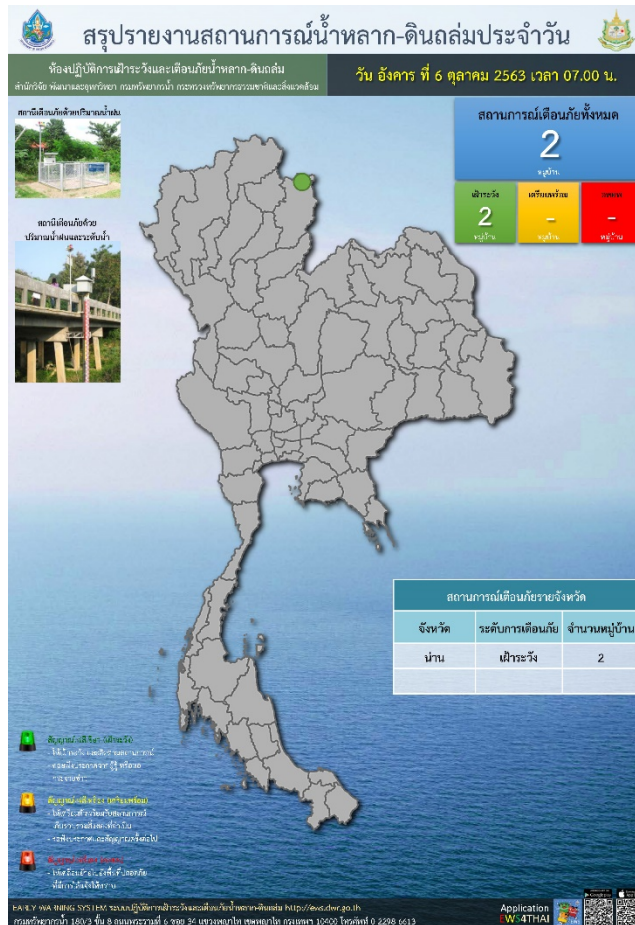 สรุปรายงานสถานการณ์น้ำหลาก-ดินถล่มประจำวัน
ห้องปฏิบัติการเฝ้าระวังและเตือนภัยน้ำหลาก-ดินถล่ม
สำนักวิจัย พัฒนาและอุทกวิทยา กรมทรัพยากรน้ำ กระทรวงทรัพยากรธรรมชาติและสิ่งแวดล้อม
วัน อังคาร ที่ 6 ตุลาคม 2563 เวลา 07.00 น.
สถานีเตือนภัยด้วยปริมาณน้ำฝน
สถานีเตือนภัยด้วย
ปริมาณน้ำฝนและระดับน้ำ
สถานการณ์เตือนภัยทั้งหมด
2
หมู่บ้าน
เฝ้าระวัง
2
หมู่บ้าน
เตรียมพร้อม
-
หมู่บ้าน
-
หมู่บ้าน
สถานการณ์เตือนภัยรายจังหวัด
จังหวัด ระดับการเตือนภัย จำนวนหมู่บ้าน
น่าน เฝ้าระวัง 2
EARLY WARNING SYSTEM ระบบปฏิบัติการเฝ้าระวังและเตือนภัยน้ำหลาก-ดินถล่ม http://ews.dwr.go.th
กรมทรัพยากรน้ำ 180/3 ชั้น 8 ถนนพระรามที่ 6 ซอย 34 แขวงพญาไท เขตพญาไท กรุงเทพฯ 10400 โทรศัพท์ 0 2298 6613
Application
EWS4THAI